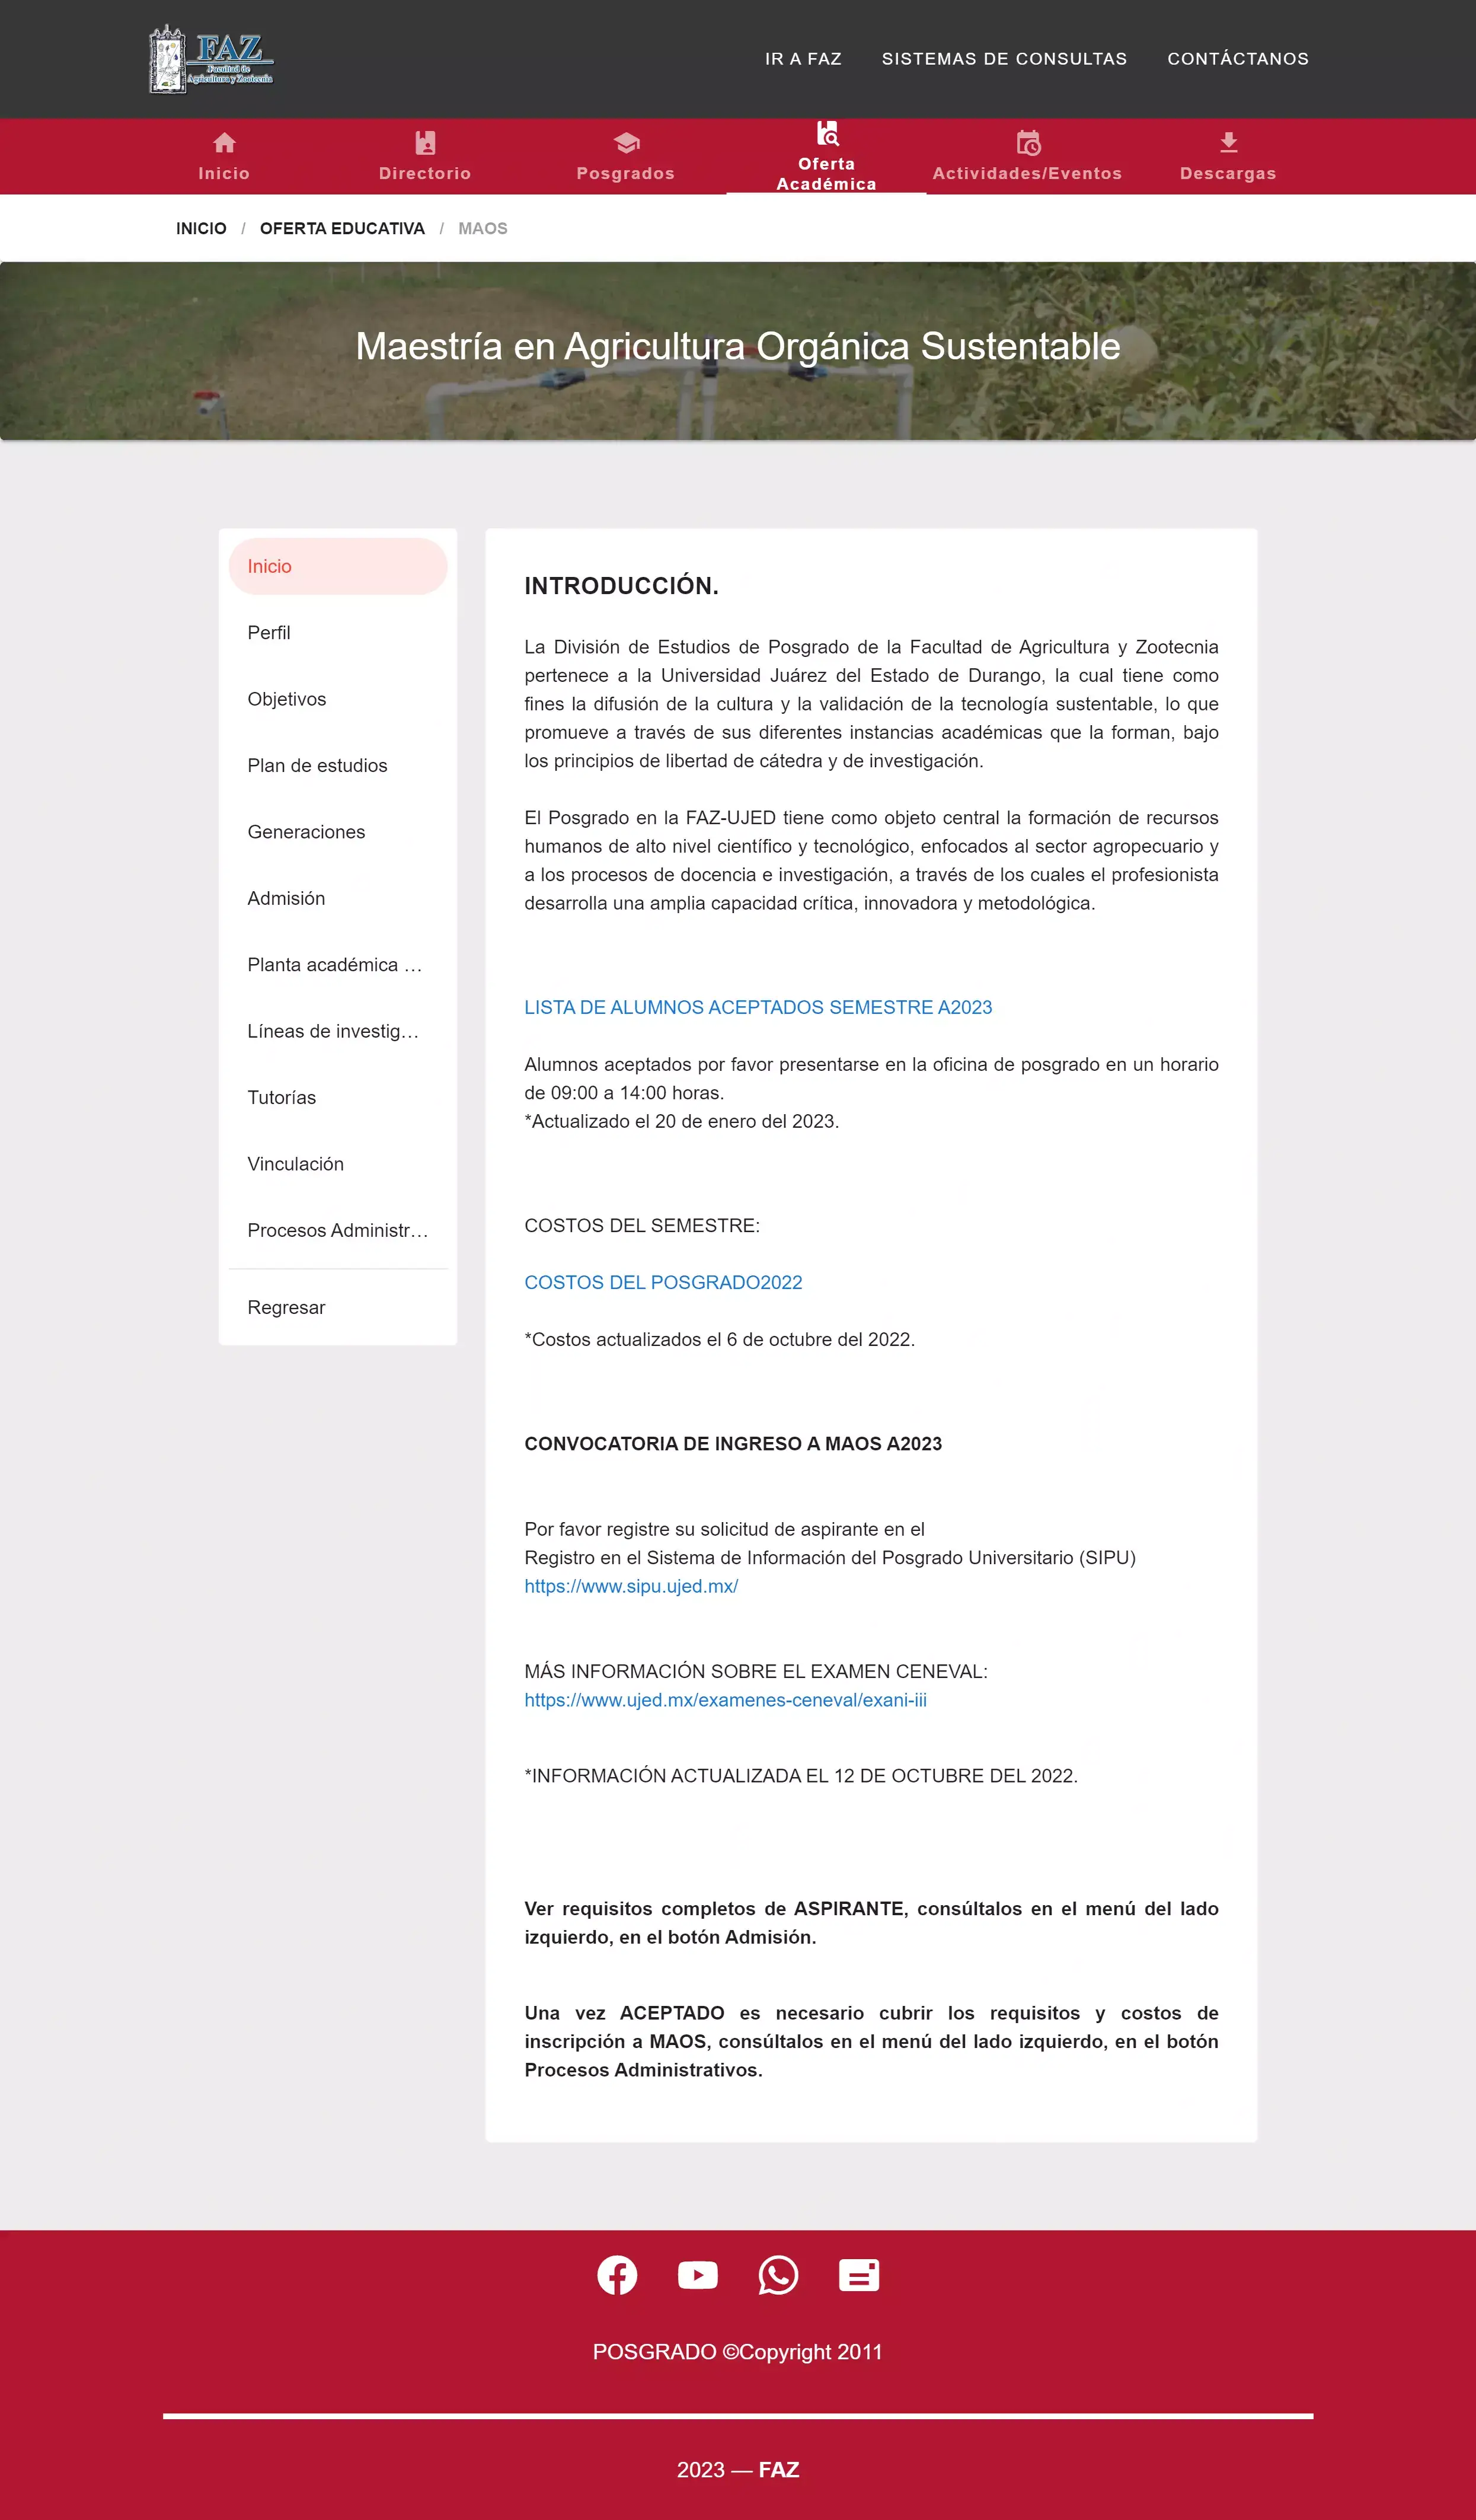 FAZ
Facultad de
Agricultura y Zootecnia
IR A FAZ
SISTEMAS DE CONSULTAS
CONTÁCTANOS
Inicio
Directorio
Posgrados
Oferta
Académica
Actividades/Eventos
Descargas
INICIO / OFERTA EDUCATIVA / MAOS
Maestría en Agricultura Orgánica Sustentable
Inicio
Perfil
Objetivos
Plan de estudios
Generaciones
Admisión
Planta académica …
Líneas de investig…
Tutorías
Vinculación
Procesos Administr…
Regresar
INTRODUCCIÓN.
La División de Estudios de Posgrado de la Facultad de Agricultura y Zootecnia
pertenece a la Universidad Juárez del Estado de Durango, la cual tiene como
fines la difusión de la cultura y la validación de la tecnología sustentable, lo que
promueve a través de sus diferentes instancias académicas que la forman, bajo
los principios de libertad de cátedra y de investigación.
El Posgrado en la FAZ-UJED tiene como objeto central la formación de recursos
humanos de alto nivel científico y tecnológico, enfocados al sector agropecuario y
a los procesos de docencia e investigación, a través de los cuales el profesionista
desarrolla una amplia capacidad crítica, innovadora y metodológica.
LISTA DE ALUMNOS ACEPTADOS SEMESTRE A2023
Alumnos aceptados por favor presentarse en la oficina de posgrado en un horario
de 09:00 a 14:00 horas.
*Actualizado el 20 de enero del 2023.
COSTOS DEL SEMESTRE:
COSTOS DEL POSGRADO2022
*Costos actualizados el 6 de octubre del 2022.
CONVOCATORIA DE INGRESO A MAOS A2023
Por favor registre su solicitud de aspirante en el
Registro en el Sistema de Información del Posgrado Universitario (SIPU)
https://www.sipu.ujed.mx/
MÁS INFORMACIÓN SOBRE EL EXAMEN CENEVAL:
https://www.ujed.mx/examenes-ceneval/exani-iii
*INFORMACIÓN ACTUALIZADA EL 12 DE OCTUBRE DEL 2022.
Ver requisitos completos de ASPIRANTE, consúltalos en el menú del lado
izquierdo, en el botón Admisión.
Una vez ACEPTADO es necesario cubrir los requisitos y costos de
inscripción a MAOS, consúltalos en el menú del lado izquierdo, en el botón
Procesos Administrativos.
POSGRADO ©Copyright 2011
2023 — FAZ